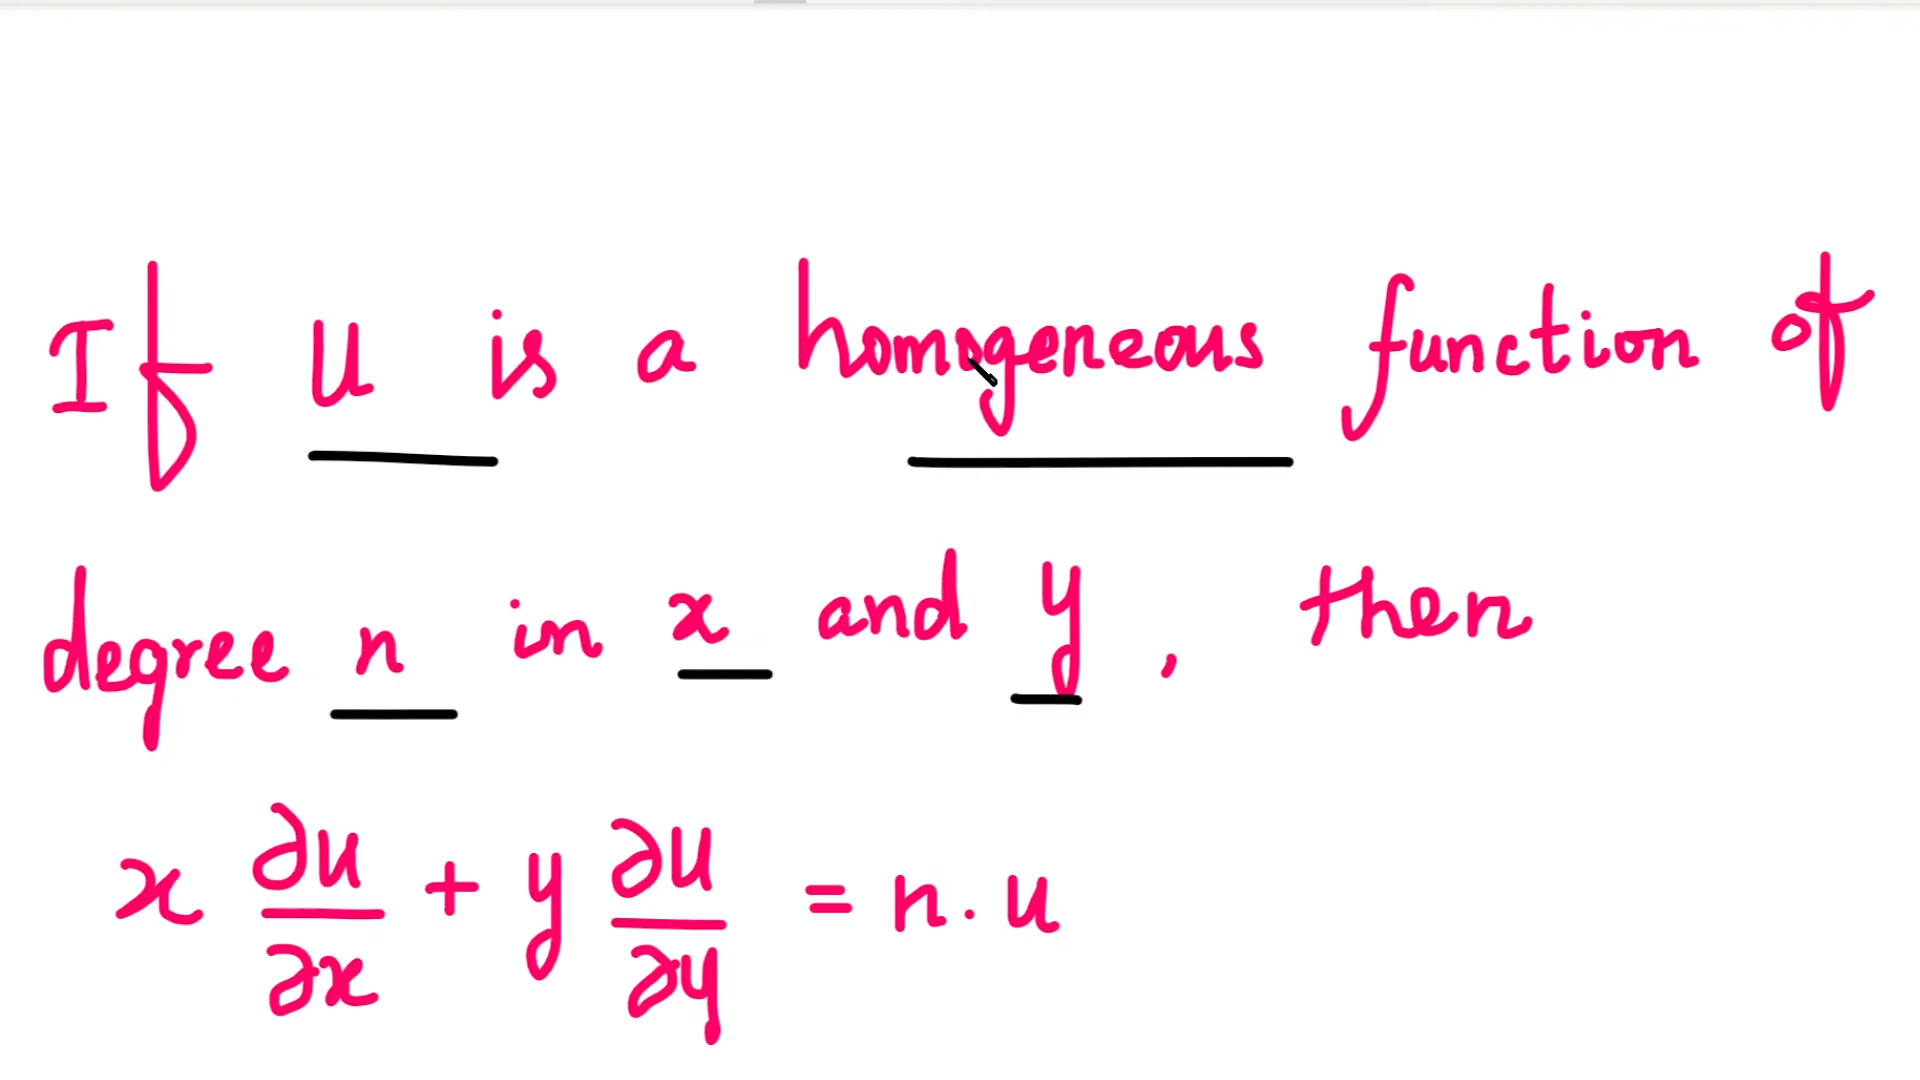 If u is a homogeneous function of
degree n in x and y, then
x ∂u/∂x + y ∂u/∂y = n . u